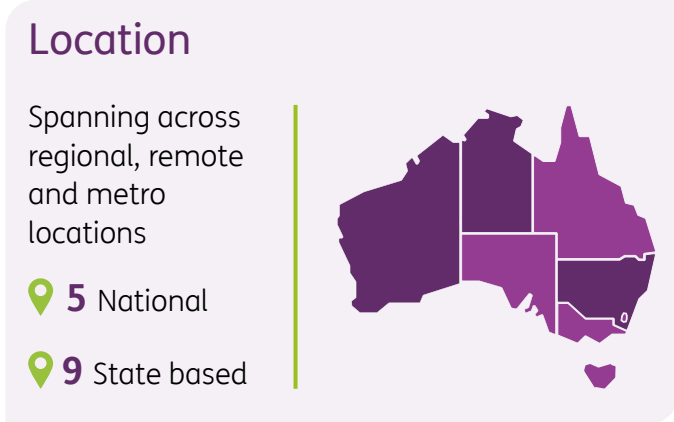 Location
Spanning across
regional, remote
and metro
locations
5 National
9 State based